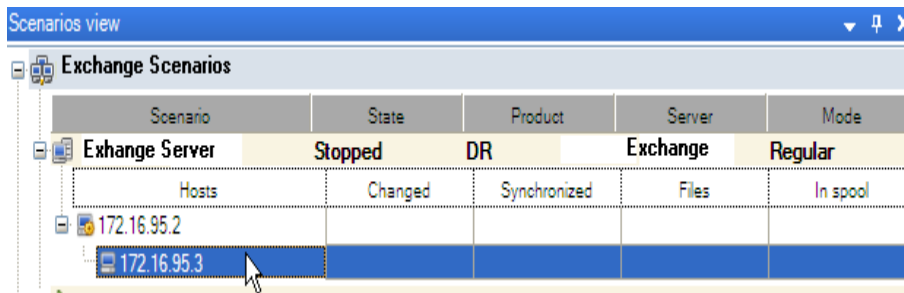 Scenarios view
Exchange Scenarios
Scenario State Product Server Mode
Exhange Server Stopped DR Exchange Regular
Hosts Changed Synchronized Files In spool
172.16.95.2
172.16.95.3